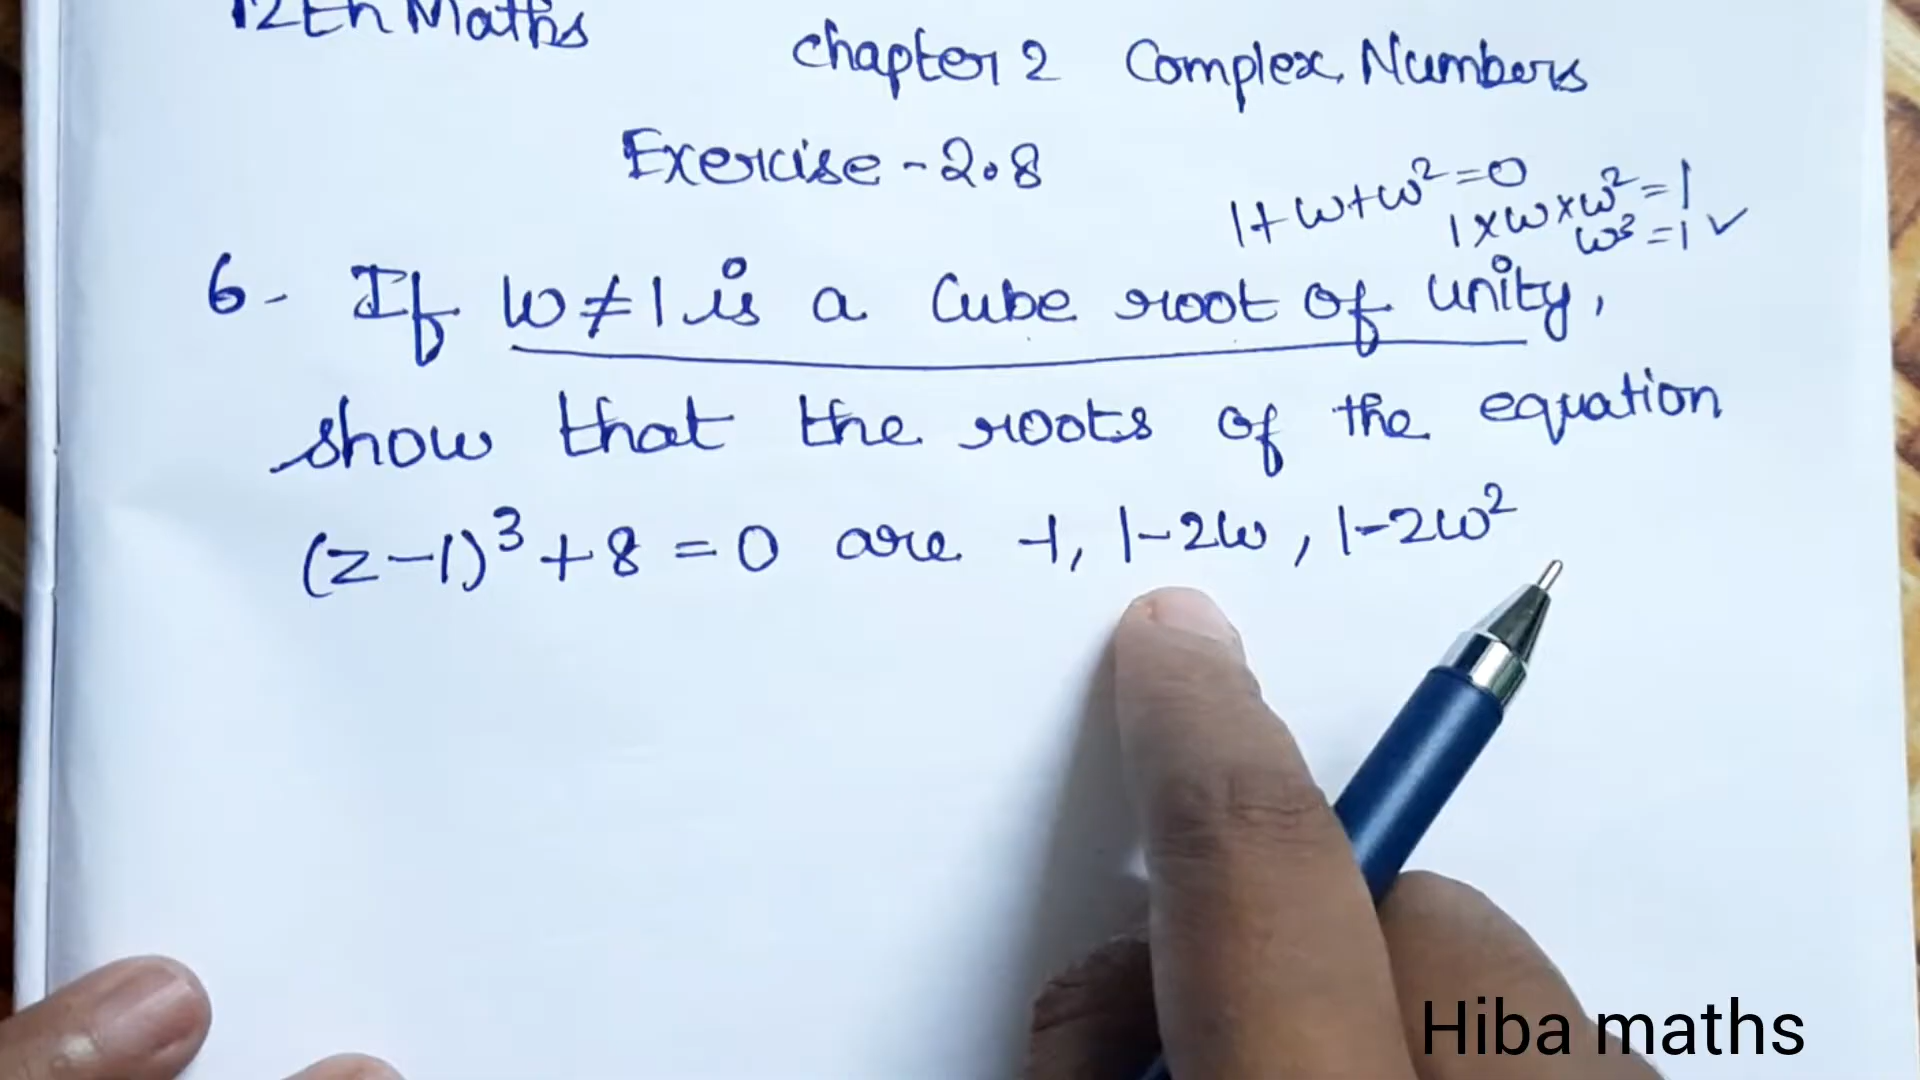 12th Maths
Chapter 2 Complex Numbers
Exercise - 2.8
1+ω+ω²=0
1×ω×ω²=1
ω³=1 ✓
6- If ω≠1 is a Cube root of unity,
show that the roots of the equation
(z-1)³+8=0 are -1, 1-2ω, 1-2ω²
Hiba maths